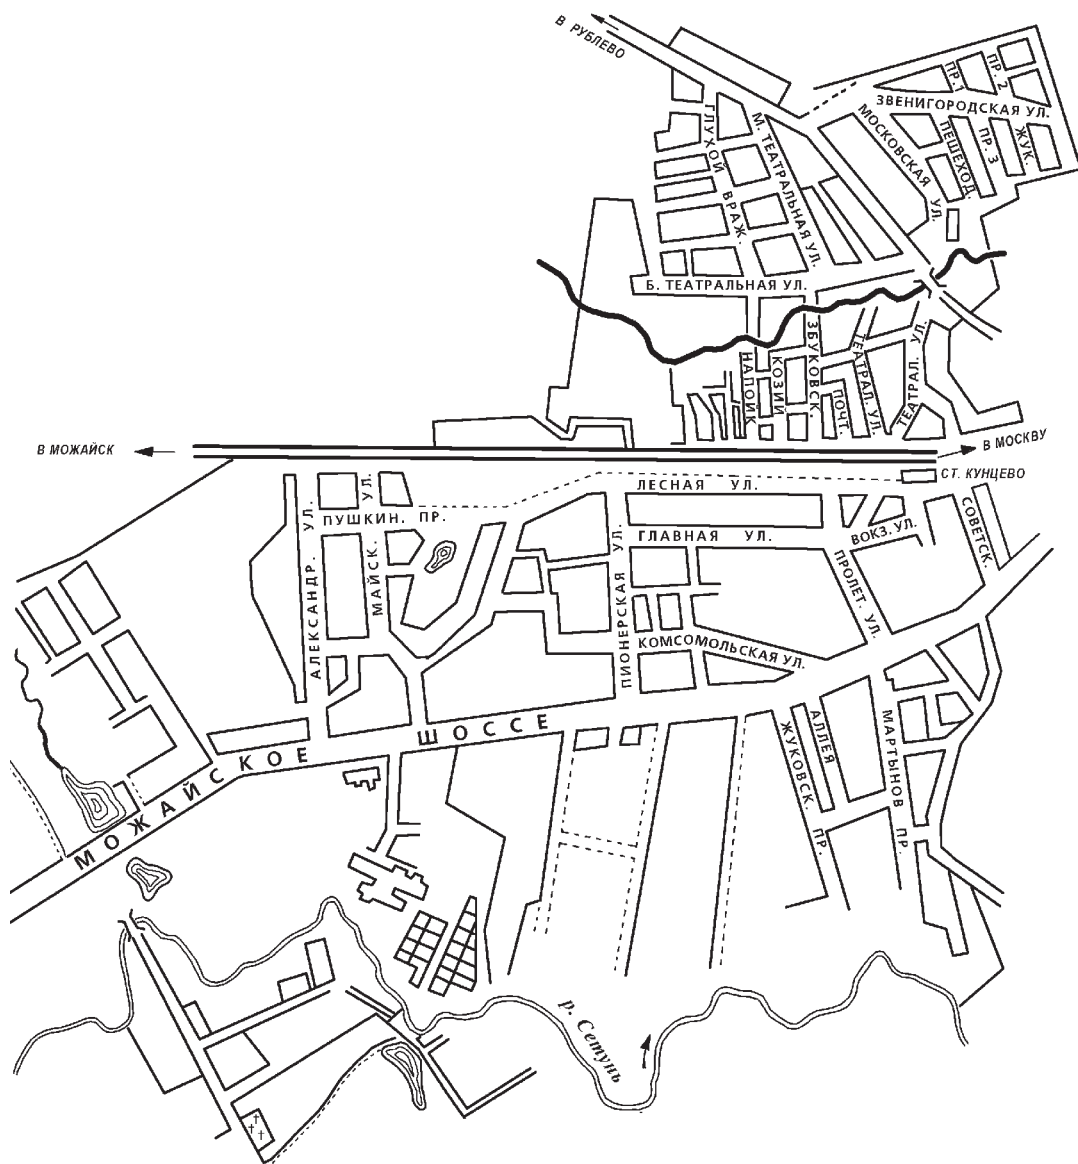 В РУБЛЕВО
ПР. 1
ПР. 2
ЗВЕНИГОРОДСКАЯ УЛ.
ГЛУХОЙ ВРАЖ.
М. ТЕАТРАЛЬНАЯ УЛ.
МОСКОВСКАЯ УЛ.
ПЕШЕХОД.
ПР. 3
ЖУК.
Б. ТЕАТРАЛЬНАЯ УЛ.
НАПОЙК
КОЗИЙ
ЗБУКОВСК.
ПОЧТ.
ТЕАТРАЛ. УЛ.
ТЕАТРАЛ. УЛ.
В МОЖАЙСК
В МОСКВУ
СТ. КУНЦЕВО
ЛЕСНАЯ УЛ.
ПУШКИН. ПР.
ГЛАВНАЯ УЛ.
ВОКЗ. УЛ.
СОВЕТСК.
АЛЕКСАНДР. УЛ.
МАЙСК. УЛ.
ПИОНЕРСКАЯ УЛ.
ПРОЛЕТ. УЛ.
КОМСОМОЛЬСКАЯ УЛ.
МОЖАЙСКОЕ ШОССЕ
АЛЛЕЯ
ЖУКОВСК. ПР.
МАРТЫНОВ ПР.
р. Сетунь